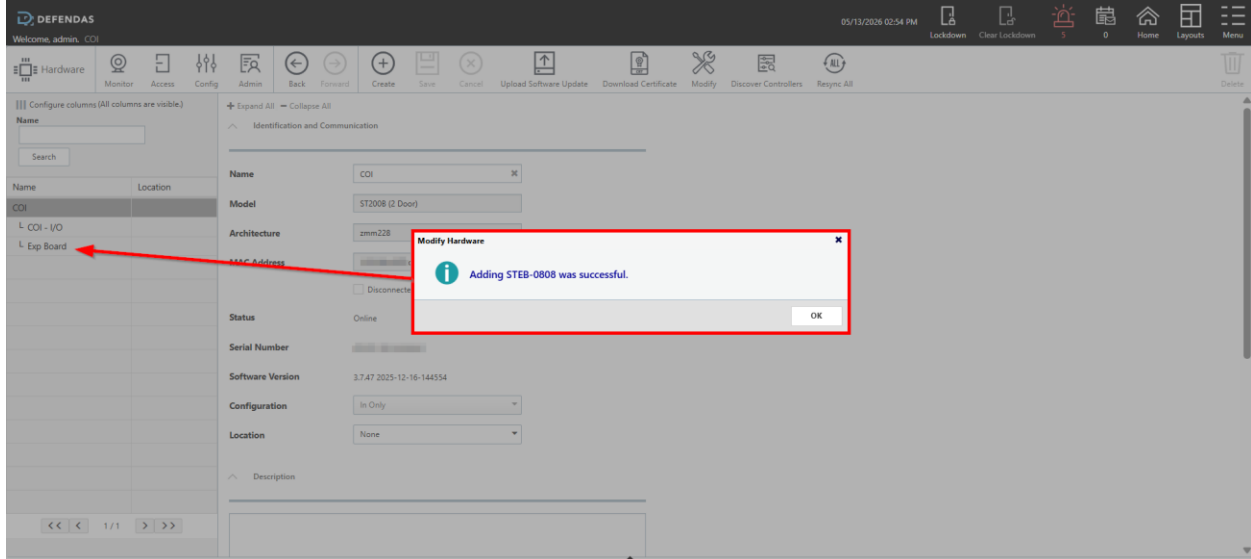 DEFENDAS
05/13/2026 02:54 PM
Lockdown
Clear Lockdown
5
0
Home
Layouts
Menu
Welcome, admin. COI
Hardware
Monitor
Access
Config
Admin
Back
Forward
Create
Save
Cancel
Upload Software Update
Download Certificate
Modify
Discover Controllers
ALL
Resync All
Delete
Configure columns (All columns are visible.)
Name
Search
Name Location
COI
COI - I/O
Exp Board
<< < 1 / 1 > >>
+ Expand All − Collapse All
Identification and Communication
Name COI
Model ST200B (2 Door)
Architecture zmm228
MAC Address
Disconnecte
Status Online
Serial Number
Software Version 3.7.47 2025-12-16-144554
Configuration In Only
Location None
Description
Modify Hardware
Adding STEB-0808 was successful.
OK